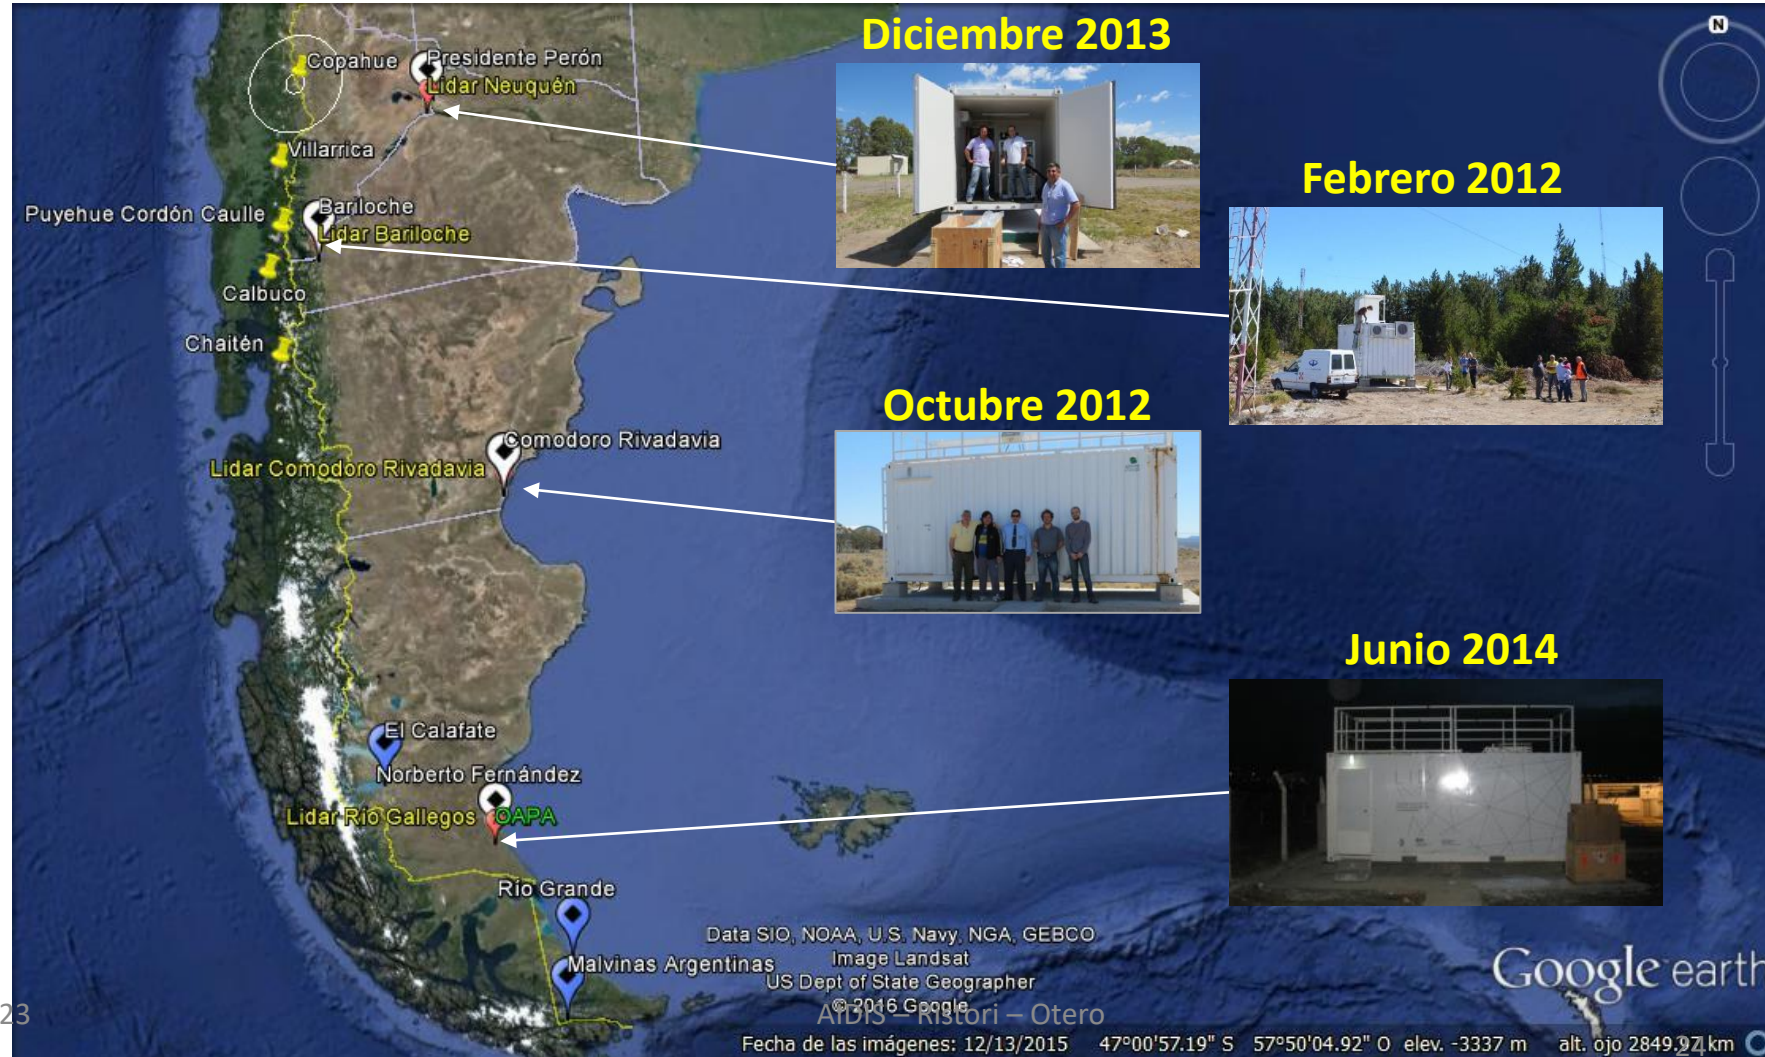 Diciembre 2013
N
Copahue
Presidente Perón
Lidar Neuquén
Villarrica
Febrero 2012
Puyehue Cordón Caulle
Bariloche
Lidar Bariloche
Calbuco
Chaitén
Octubre 2012
Comodoro Rivadavia
Lidar Comodoro Rivadavia
Junio 2014
El Calafate
Norberto Fernández
Lidar Río Gallegos
OAPA
Río Grande
Data SIO, NOAA, U.S. Navy, NGA, GEBCO
Malvinas Argentinas
Image Landsat
US Dept of State Geographer
© 2016 Google
Google earth
23
AIDIS – Ristori – Otero
24
Fecha de las imágenes: 12/13/2015 47°00'57.19" S 57°50'04.92" O elev. -3337 m alt. ojo 2849.97 km